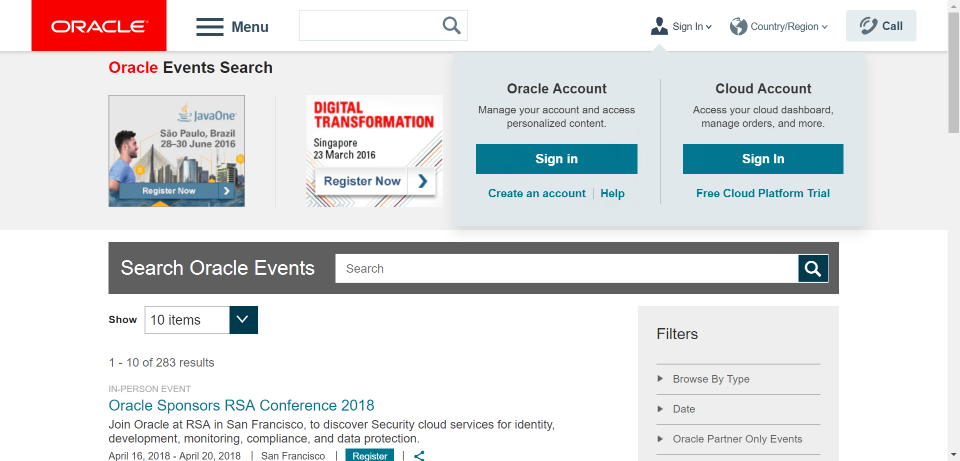 ORACLE
Menu
Sign In
Country/Region
Call
Oracle Events Search
JavaOne
São Paulo, Brazil
28–30 June 2016
Register Now
DIGITAL
TRANSFORMATION
Singapore
23 March 2016
Register Now
Oracle Account
Manage your account and access
personalized content.
Sign in
Create an account | Help
Cloud Account
Access your cloud dashboard,
manage orders, and more.
Sign In
Free Cloud Platform Trial
Search Oracle Events
Search
Show
10 items
1 - 10 of 283 results
IN-PERSON EVENT
Oracle Sponsors RSA Conference 2018
Join Oracle at RSA in San Francisco, to discover Security cloud services for identity,
development, monitoring, compliance, and data protection.
April 16, 2018 - April 20, 2018 | San Francisco | Register |
Filters
Browse By Type
Date
Oracle Partner Only Events